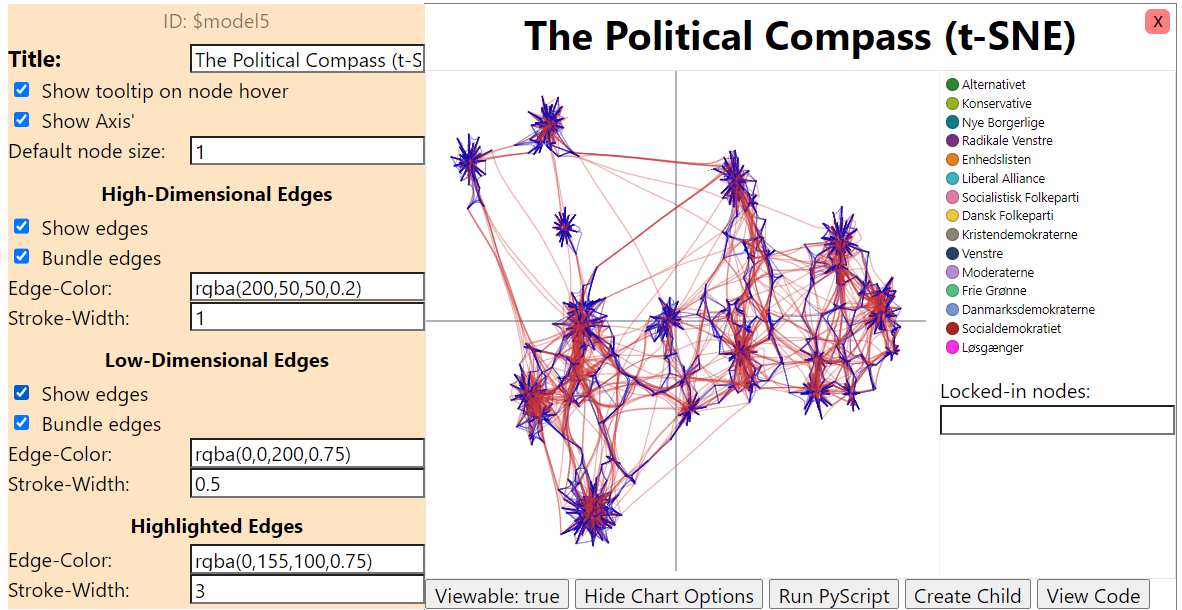 ID: $model5
Title: The Political Compass (t-S
Show tooltip on node hover
Show Axis'
Default node size: 1
High-Dimensional Edges
Show edges
Bundle edges
Edge-Color: rgba(200,50,50,0.2)
Stroke-Width: 1
Low-Dimensional Edges
Show edges
Bundle edges
Edge-Color: rgba(0,0,200,0.75)
Stroke-Width: 0.5
Highlighted Edges
Edge-Color: rgba(0,155,100,0.75)
Stroke-Width: 3
The Political Compass (t-SNE)
X
Alternativet
Konservative
Nye Borgerlige
Radikale Venstre
Enhedslisten
Liberal Alliance
Socialistisk Folkeparti
Dansk Folkeparti
Kristendemokraterne
Venstre
Moderaterne
Frie Grønne
Danmarksdemokraterne
Socialdemokratiet
Løsgænger
Locked-in nodes:
Viewable: true
Hide Chart Options
Run PyScript
Create Child
View Code